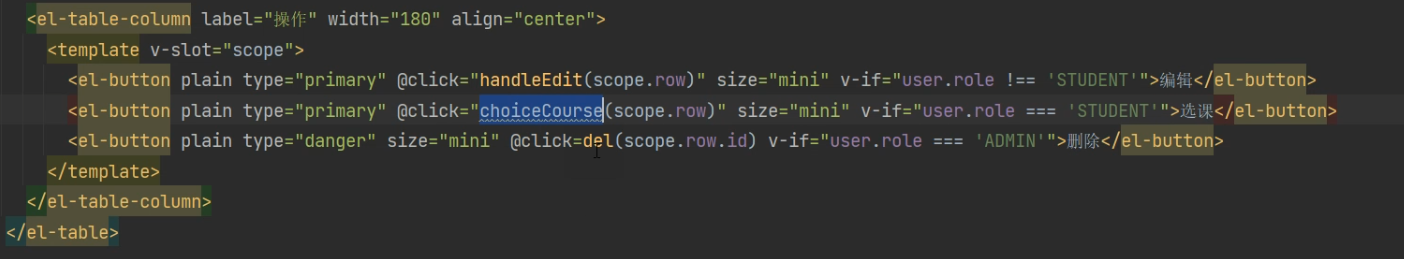 <el-table-column label="操作" width="180" align="center">
<template v-slot="scope">
<el-button plain type="primary" @click="handleEdit(scope.row)" size="mini" v-if="user.role !== 'STUDENT'">编辑</el-button>
<el-button plain type="primary" @click="choiceCourse(scope.row)" size="mini" v-if="user.role === 'STUDENT'">选课</el-button>
<el-button plain type="danger" size="mini" @click=del(scope.row.id) v-if="user.role === 'ADMIN'">删除</el-button>
</template>
</el-table-column>
</el-table>